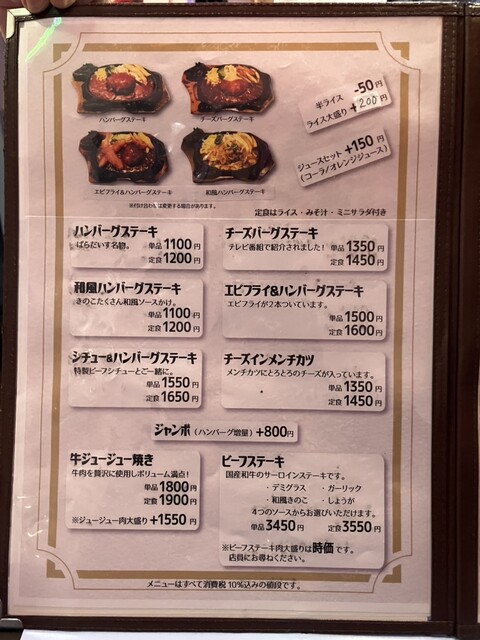 ハンバーグステーキ
チーズバーグステーキ
エビフライ&ハンバーグステーキ
和風ハンバーグステーキ
※付け合わせは変更する場合があります。
半ライス -50円
ライス大盛り +200円
ジュースセット +150円
(コーラ/オレンジジュース)
定食はライス・みそ汁・ミニサラダ付き
ハンバーグステーキ
ぱらだいす名物。
単品1100円
定食1200円
チーズバーグステーキ
テレビ番組で紹介されました!
単品1350円
定食1450円
和風ハンバーグステーキ
きのこたくさん和風ソースかけ。
単品1100円
定食1200円
エビフライ&ハンバーグステーキ
エビフライが2本ついています。
単品1500円
定食1600円
シチュー&ハンバーグステーキ
特製ビーフシチューとご一緒に。
単品1550円
定食1650円
チーズインメンチカツ
メンチカツにとろとろのチーズが入っています。
単品1350円
定食1450円
ジャンボ(ハンバーグ増量)+800円
牛ジュージュー焼き
牛肉を贅沢に使用しボリューム満点!
単品1800円
定食1900円
※ジュージュー肉大盛り+1550円
ビーフステーキ
国産和牛のサーロインステーキです。
・デミグラス ・ガーリック
・和風きのこ ・しょうが
4つのソースからお選びいただけます。
単品3450円 定食3550円
※ビーフステーキ肉大盛りは時価です。
店員にお尋ねください。
メニューはすべて消費税10%込みの値段です。